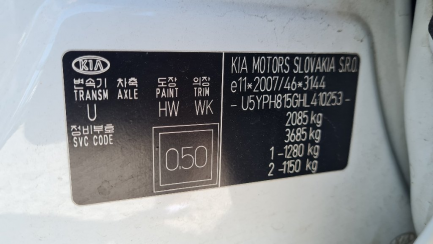 KIA
변속기 차축 도장 의장
TRANSM AXLE PAINT TRIM
U HW WK
정비부호
SVC CODE
0.50
KIA MOTORS SLOVAKIA S.R.O.
e11*2007/46*3144
- U5YPH815GHL410253 -
2085 kg
3685 kg
1 -1280 kg
2 -1150 kg